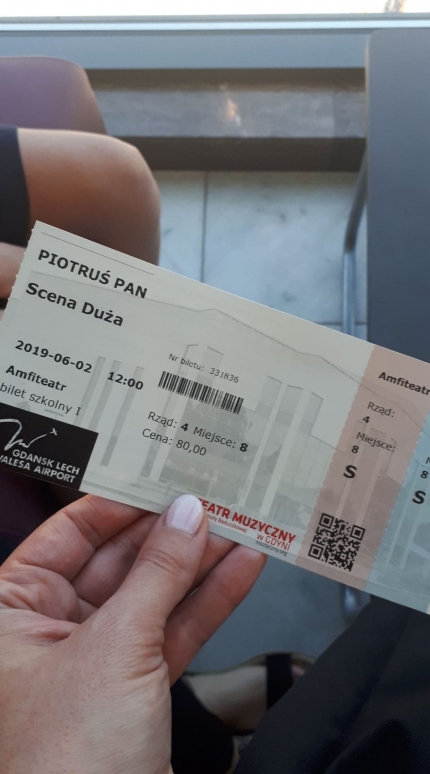 PIOTRUŚ PAN
Scena Duża
2019-06-02 12:00
Amfiteatr
bilet szkolny I
Nr biletu: 331836
Rząd: 4 Miejsce: 8
Cena: 80,00
GDANSK LECH
WALESA AIRPORT
TEATR MUZYCZNY
W GDYNI
Amfiteatr
Rząd:
4
Miejsce:
8
S
8
S